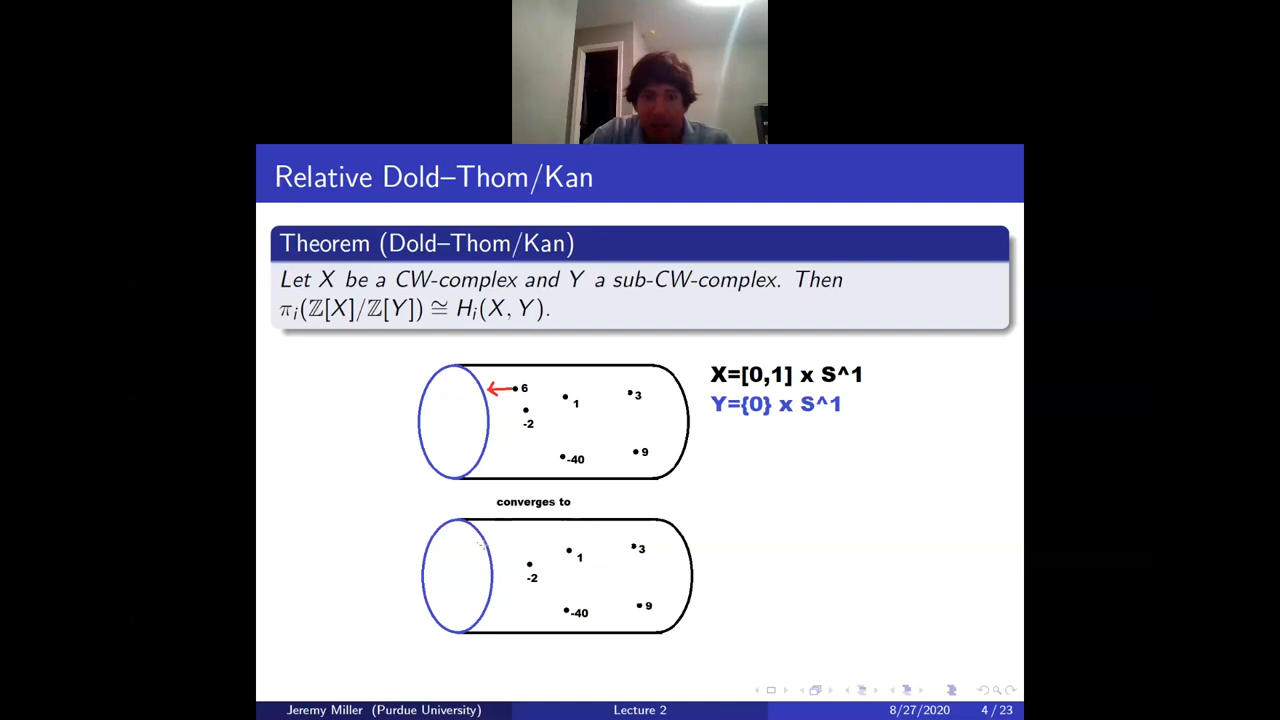 Relative Dold–Thom/Kan
Theorem (Dold–Thom/Kan)
Let X be a CW-complex and Y a sub-CW-complex. Then
πᵢ(ℤ[X]/ℤ[Y]) ≅ Hᵢ(X, Y).
X=[0,1] x S^1
Y={0} x S^1
6
1
3
-2
-40
9
converges to
1
3
-2
-40
9
Jeremy Miller (Purdue University)
Lecture 2
8/27/2020
4 / 23